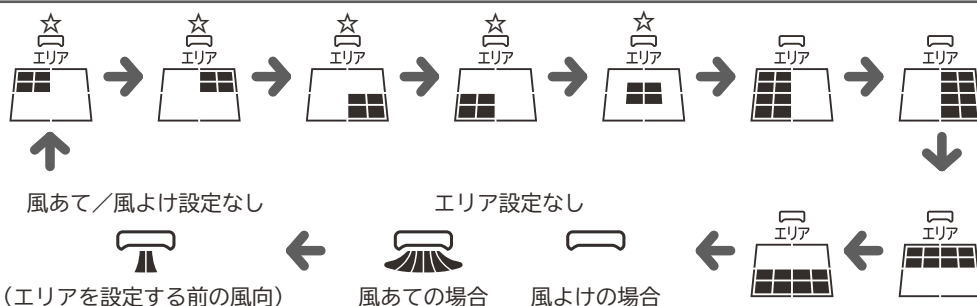 ☆ ☆ ☆ ☆ ☆
エリア エリア エリア エリア エリア エリア エリア
風あて／風よけ設定なし エリア設定なし
エリア エリア
（エリアを設定する前の風向） 風あての場合 風よけの場合